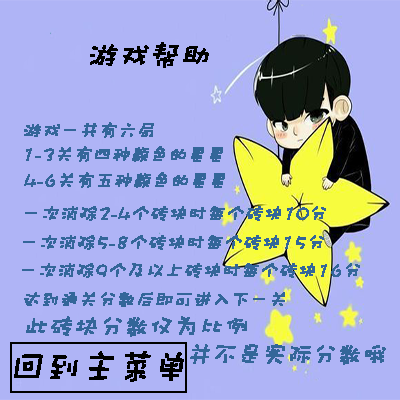 游戏帮助
游戏一共有六层
1-3关有四种颜色的星星
4-6关有五种颜色的星星
一次消除2-4个砖块时每个砖块10分
一次消除5-8个砖块时每个砖块15分
一次消除9个及以上砖块时每个砖块16分
达到通关分数后即可进入下一关
此砖块分数仅为比例
并不是实际分数哦
回到主菜单